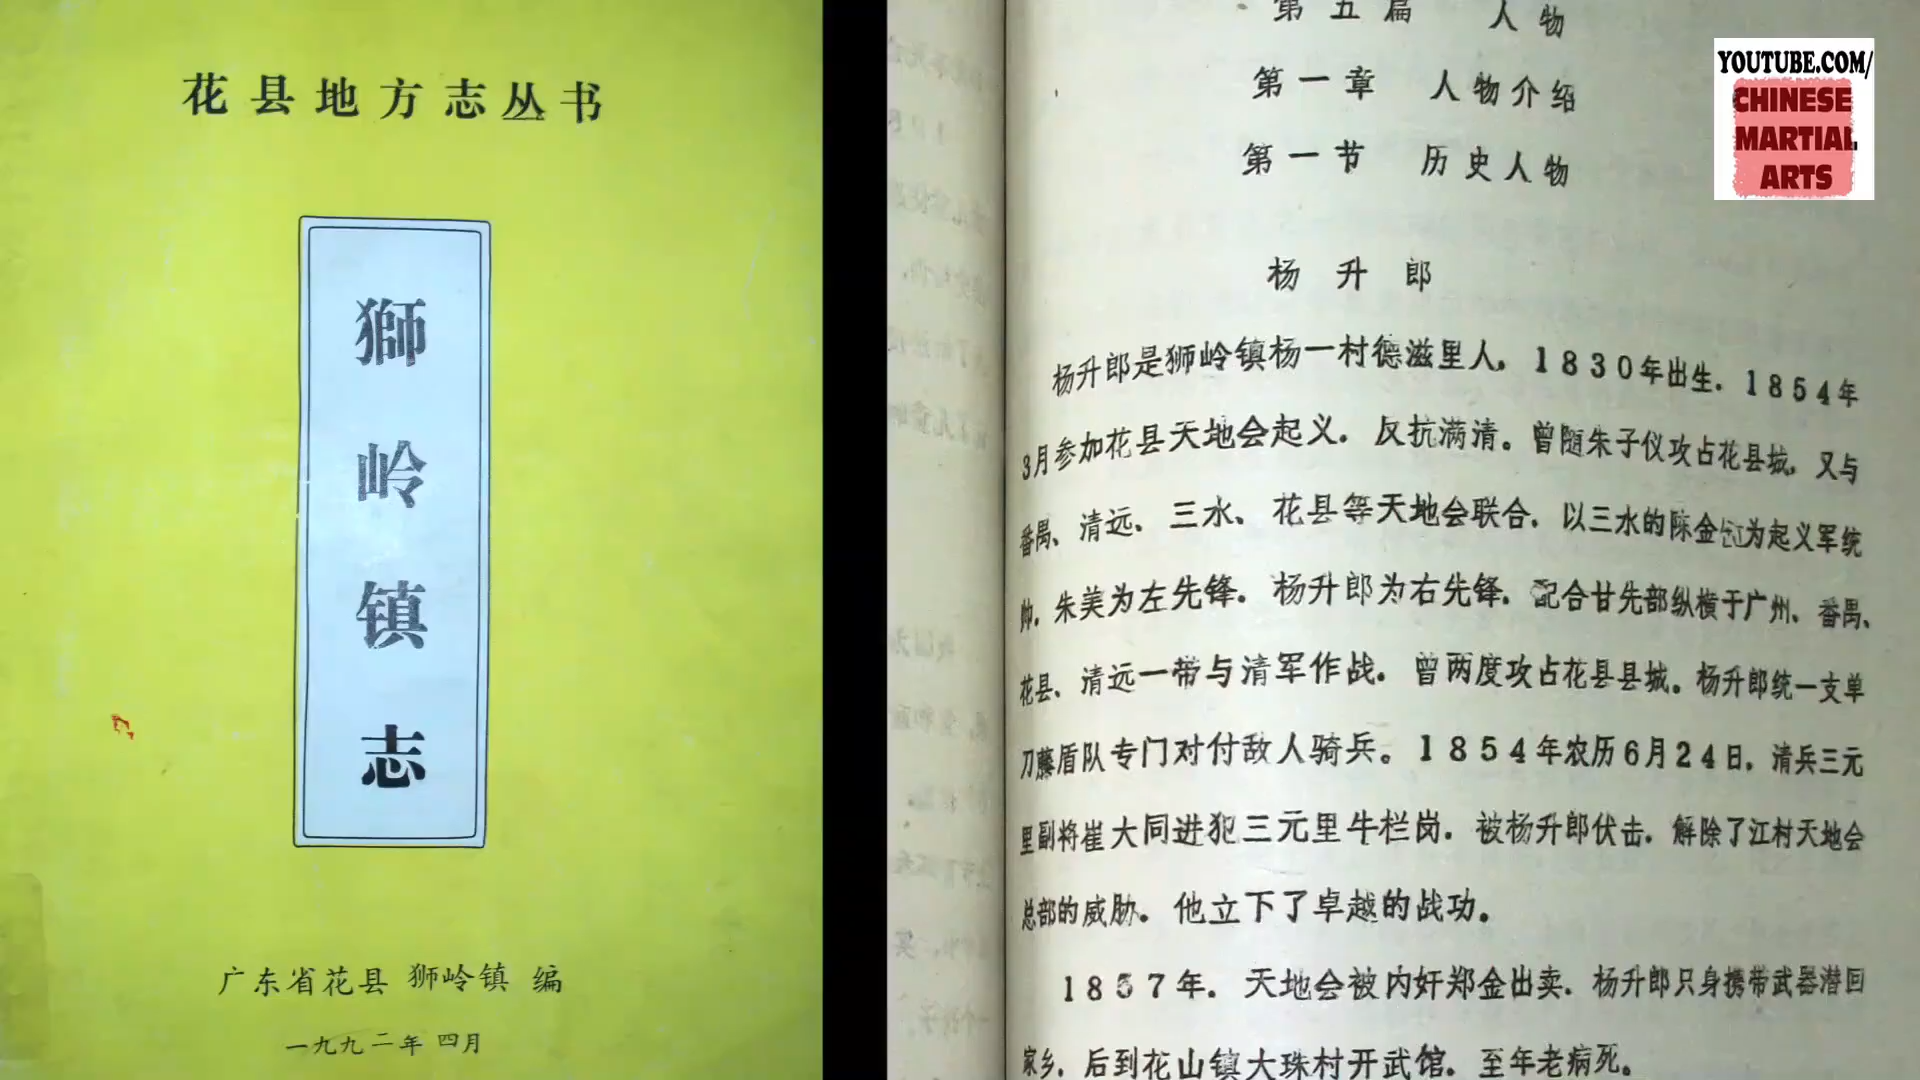 花县地方志丛书
獅岭镇志
广东省花县 狮岭镇 编
一九九二年 四月
第五篇 人物
第一章 人物介绍
第一节 历史人物
杨升郎
杨升郎是狮岭镇杨一村德滋里人，1830年出生，1854年
3月参加花县天地会起义，反抗满清。曾随朱子仪攻占花县城，又与
番禺、清远、三水、花县等天地会联合，以三水的陈金釭为起义军统
帅，朱美为左先锋。杨升郎为右先锋，配合甘先部纵横于广州、番禺、
花县、清远一带与清军作战。曾两度攻占花县县城。杨升郎统一支单
刀藤盾队专门对付敌人骑兵。1854年农历6月24日，清兵三元
里副将崔大同进犯三元里牛栏岗，被杨升郎伏击，解除了江村天地会
总部的威胁。他立下了卓越的战功。
1857年，天地会被内奸郑金出卖，杨升郎只身携带武器潜回
家乡，后到花山镇大珠村开武馆，至年老病死。
YOUTUBE.COM/
CHINESE
MARTIAL
ARTS